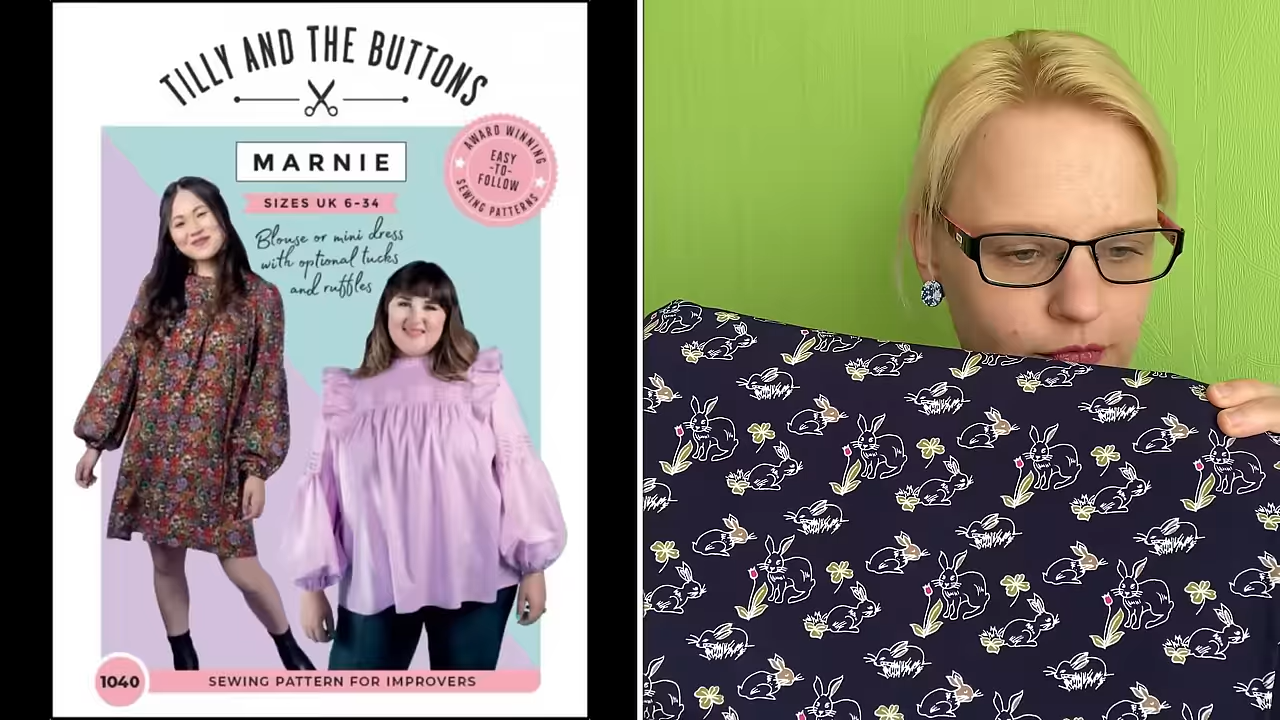 TILLY AND THE BUTTONS
MARNIE
SIZES UK 6-34
Blouse or mini dress
with optional tucks
and ruffles
AWARD WINNING
EASY
-TO-
FOLLOW
SEWING PATTERNS
1040
SEWING PATTERN FOR IMPROVERS